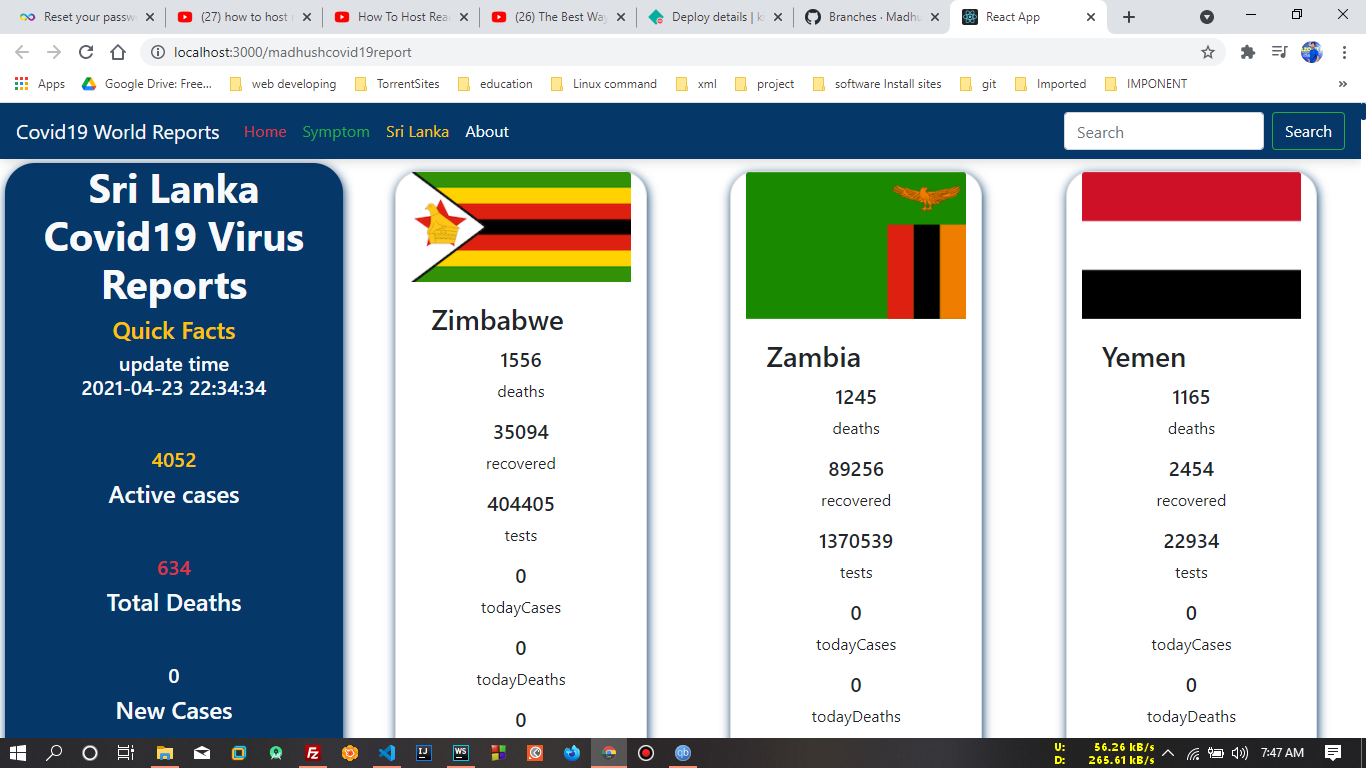 Reset your passw
(27) how to host r
How To Host Rea
(26) The Best Way
Deploy details | ki
Branches · Madhu
React App
localhost:3000/madhushcovid19report
Apps
Google Drive: Free...
web developing
TorrentSites
education
Linux command
xml
project
software Install sites
git
Imported
IMPONENT
»
Covid19 World Reports
Home
Symptom
Sri Lanka
About
Search
Search
Sri Lanka
Covid19 Virus
Reports
Quick Facts
update time
2021-04-23 22:34:34
4052
Active cases
634
Total Deaths
0
New Cases
Zimbabwe
1556
deaths
35094
recovered
404405
tests
0
todayCases
0
todayDeaths
0
Zambia
1245
deaths
89256
recovered
1370539
tests
0
todayCases
0
todayDeaths
Yemen
1165
deaths
2454
recovered
22934
tests
0
todayCases
0
todayDeaths
Fz
IJ
WS
qb
U: 56.26 kB/s
D: 265.61 kB/s
7:47 AM